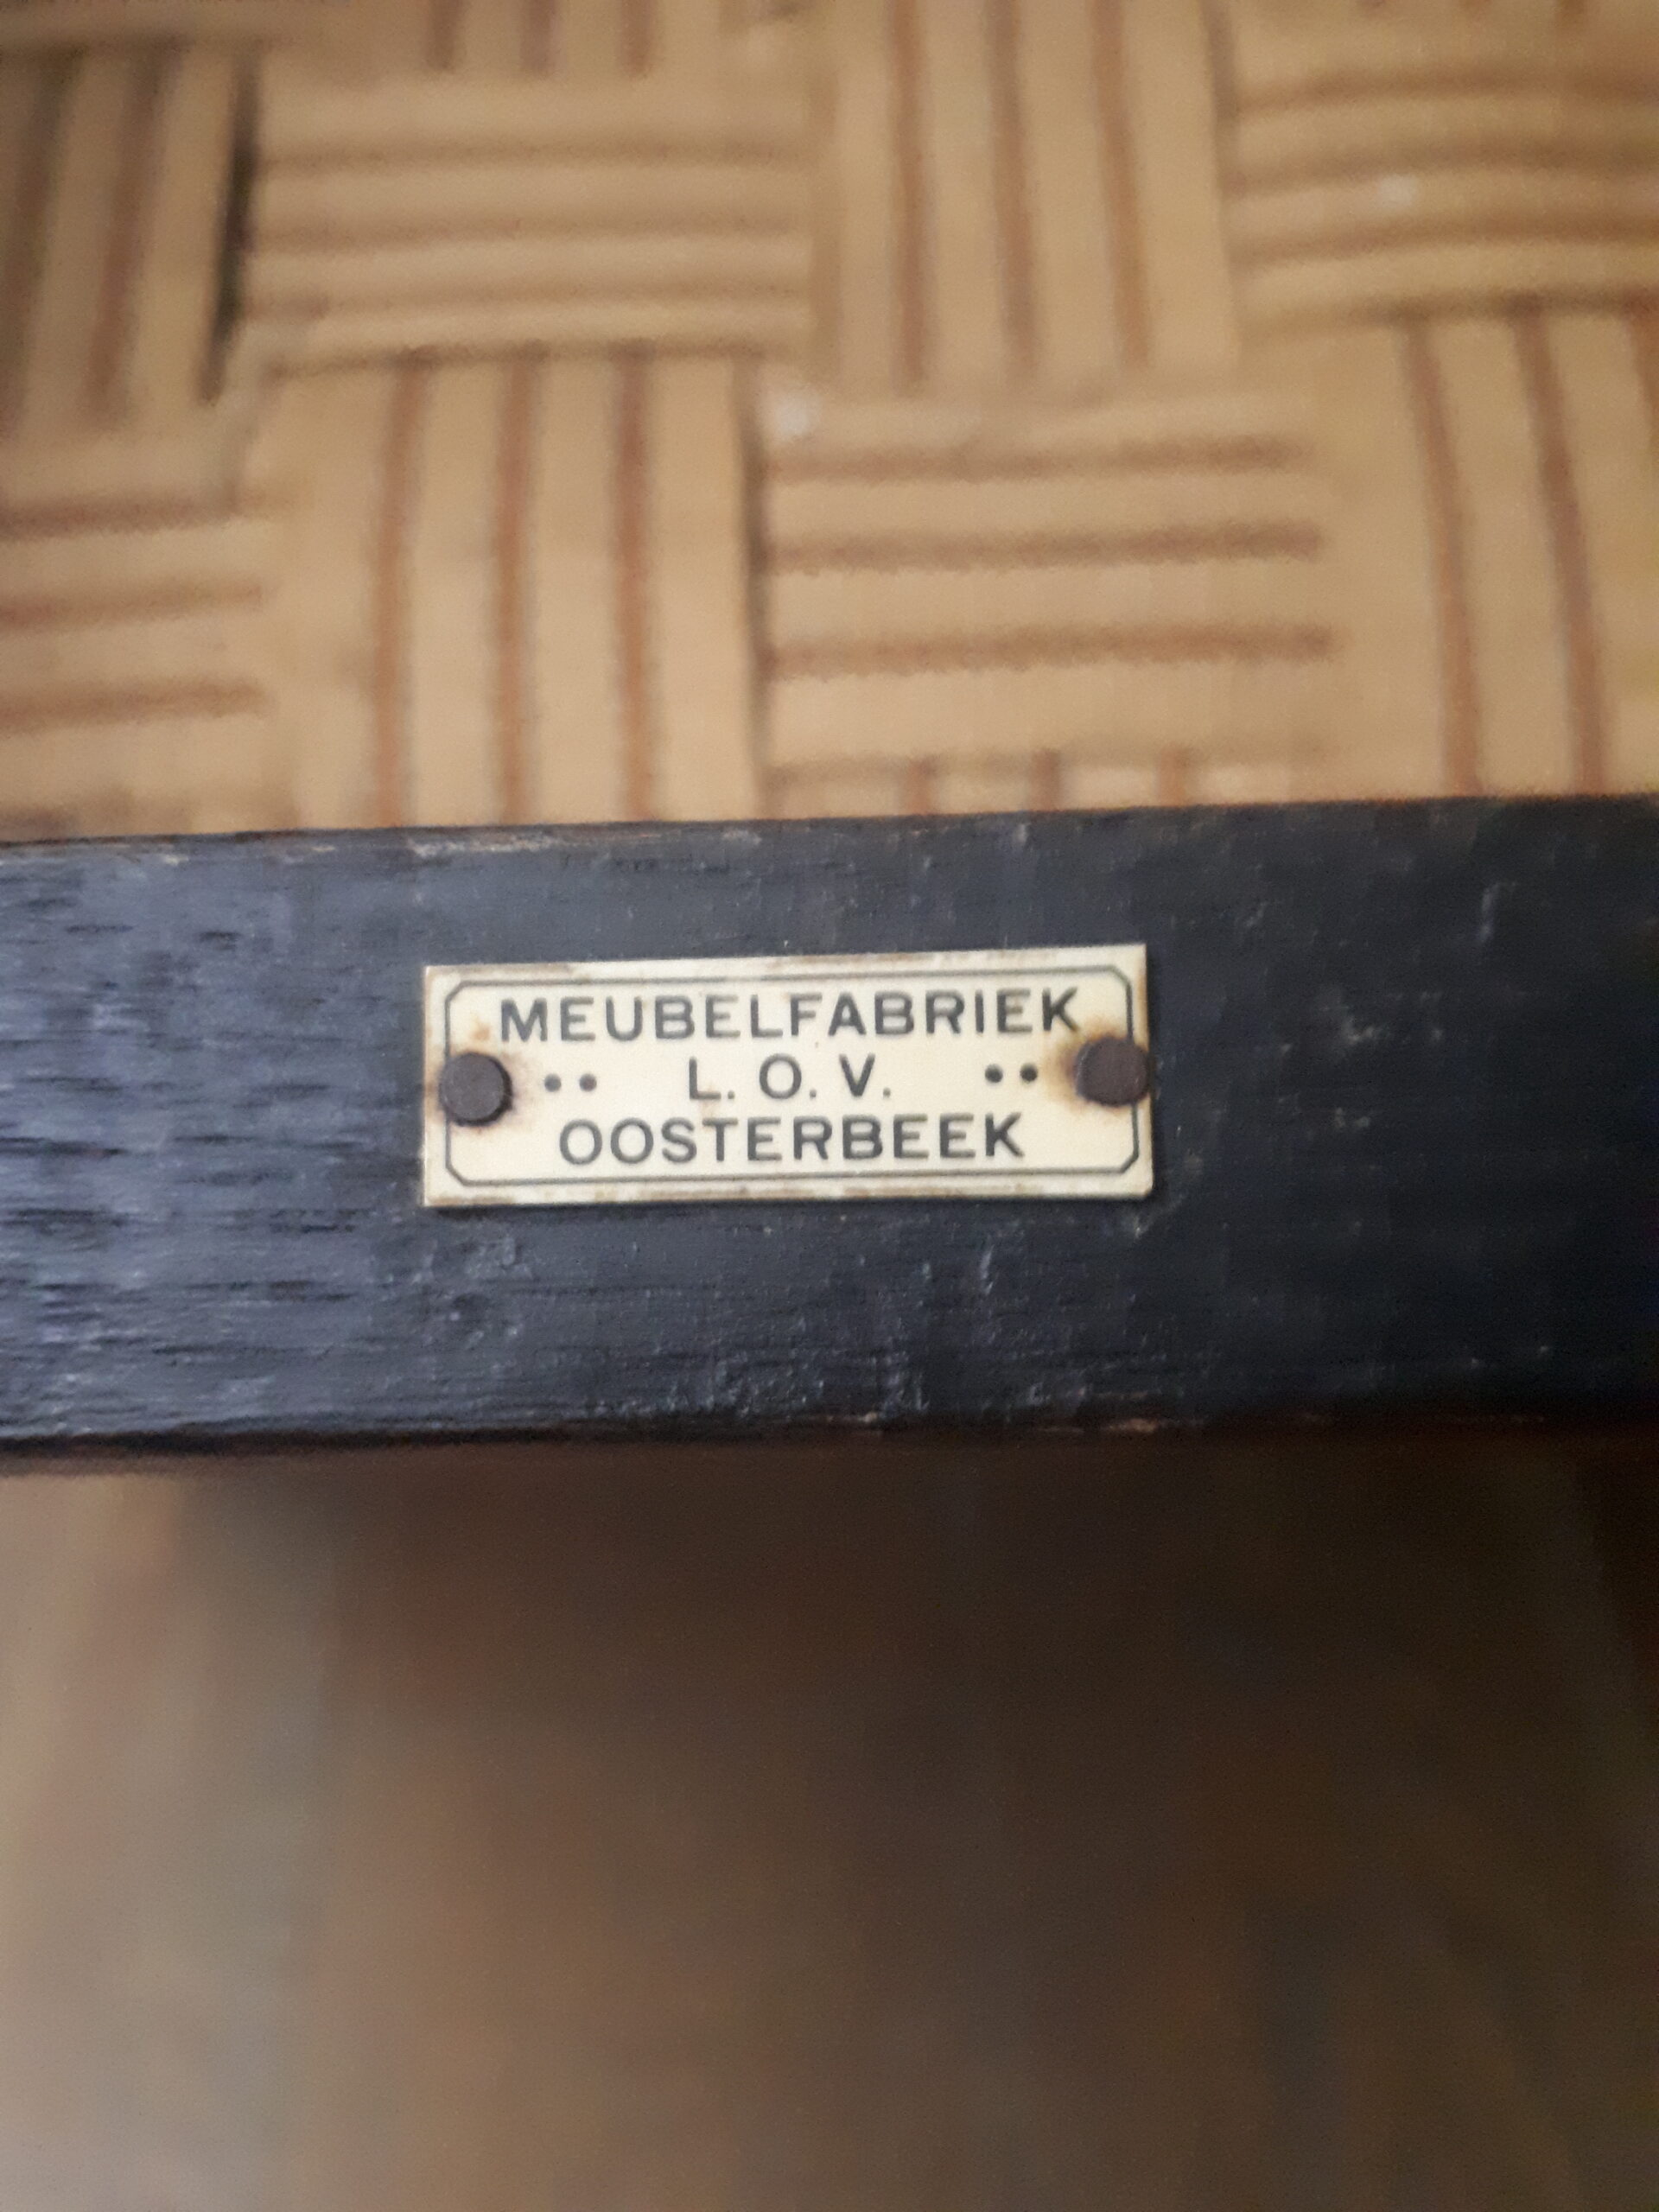 MEUBELFABRIEK
•• L. O. V. ••
OOSTERBEEK